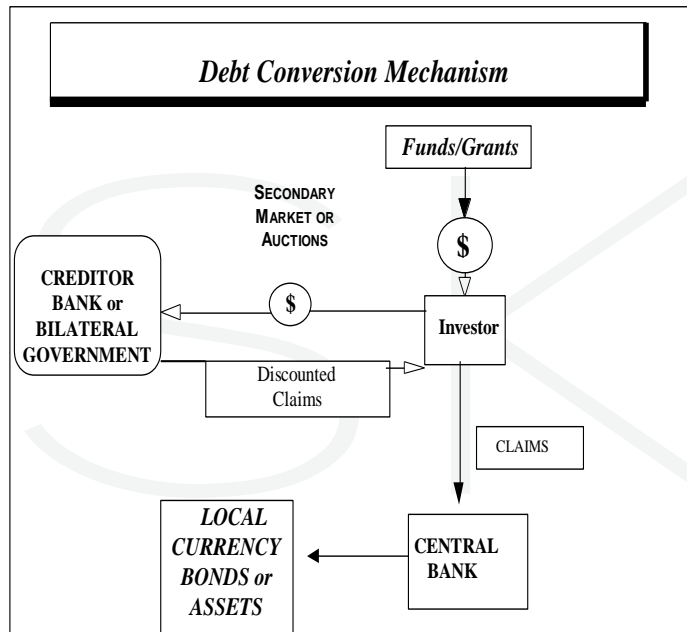 Debt Conversion Mechanism
Funds/Grants
SECONDARY
MARKET OR
AUCTIONS
$
CREDITOR
BANK or
BILATERAL
GOVERNMENT
$
Investor
Discounted
Claims
CLAIMS
LOCAL
CURRENCY
BONDS or
ASSETS
CENTRAL
BANK
SK